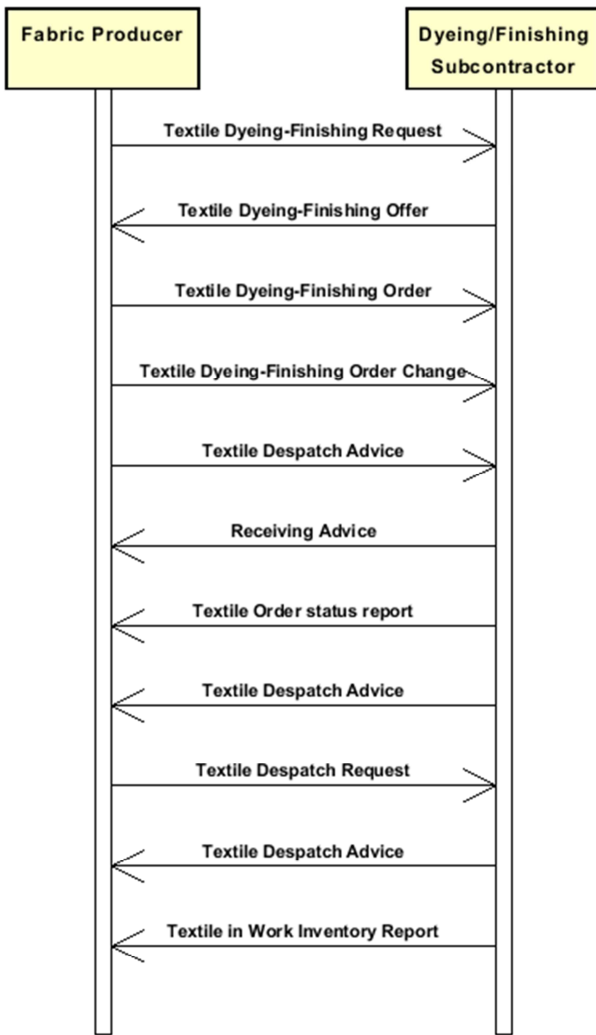 Fabric Producer
Dyeing/Finishing
Subcontractor
Textile Dyeing-Finishing Request
Textile Dyeing-Finishing Offer
Textile Dyeing-Finishing Order
Textile Dyeing-Finishing Order Change
Textile Despatch Advice
Receiving Advice
Textile Order status report
Textile Despatch Advice
Textile Despatch Request
Textile Despatch Advice
Textile in Work Inventory Report